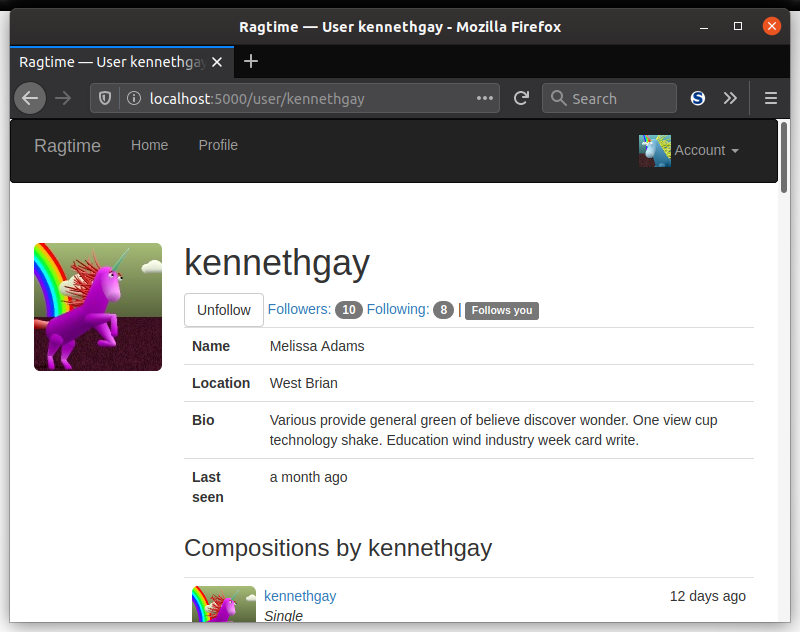 Ragtime — User kennethgay - Mozilla Firefox
Ragtime — User kennethga
localhost:5000/user/kennethgay
Search
Ragtime Home Profile Account
kennethgay
Unfollow Followers: 10 Following: 8 | Follows you
Name Melissa Adams
Location West Brian
Bio Various provide general green of believe discover wonder. One view cup
technology shake. Education wind industry week card write.
Last a month ago
seen
Compositions by kennethgay
kennethgay 12 days ago
Single